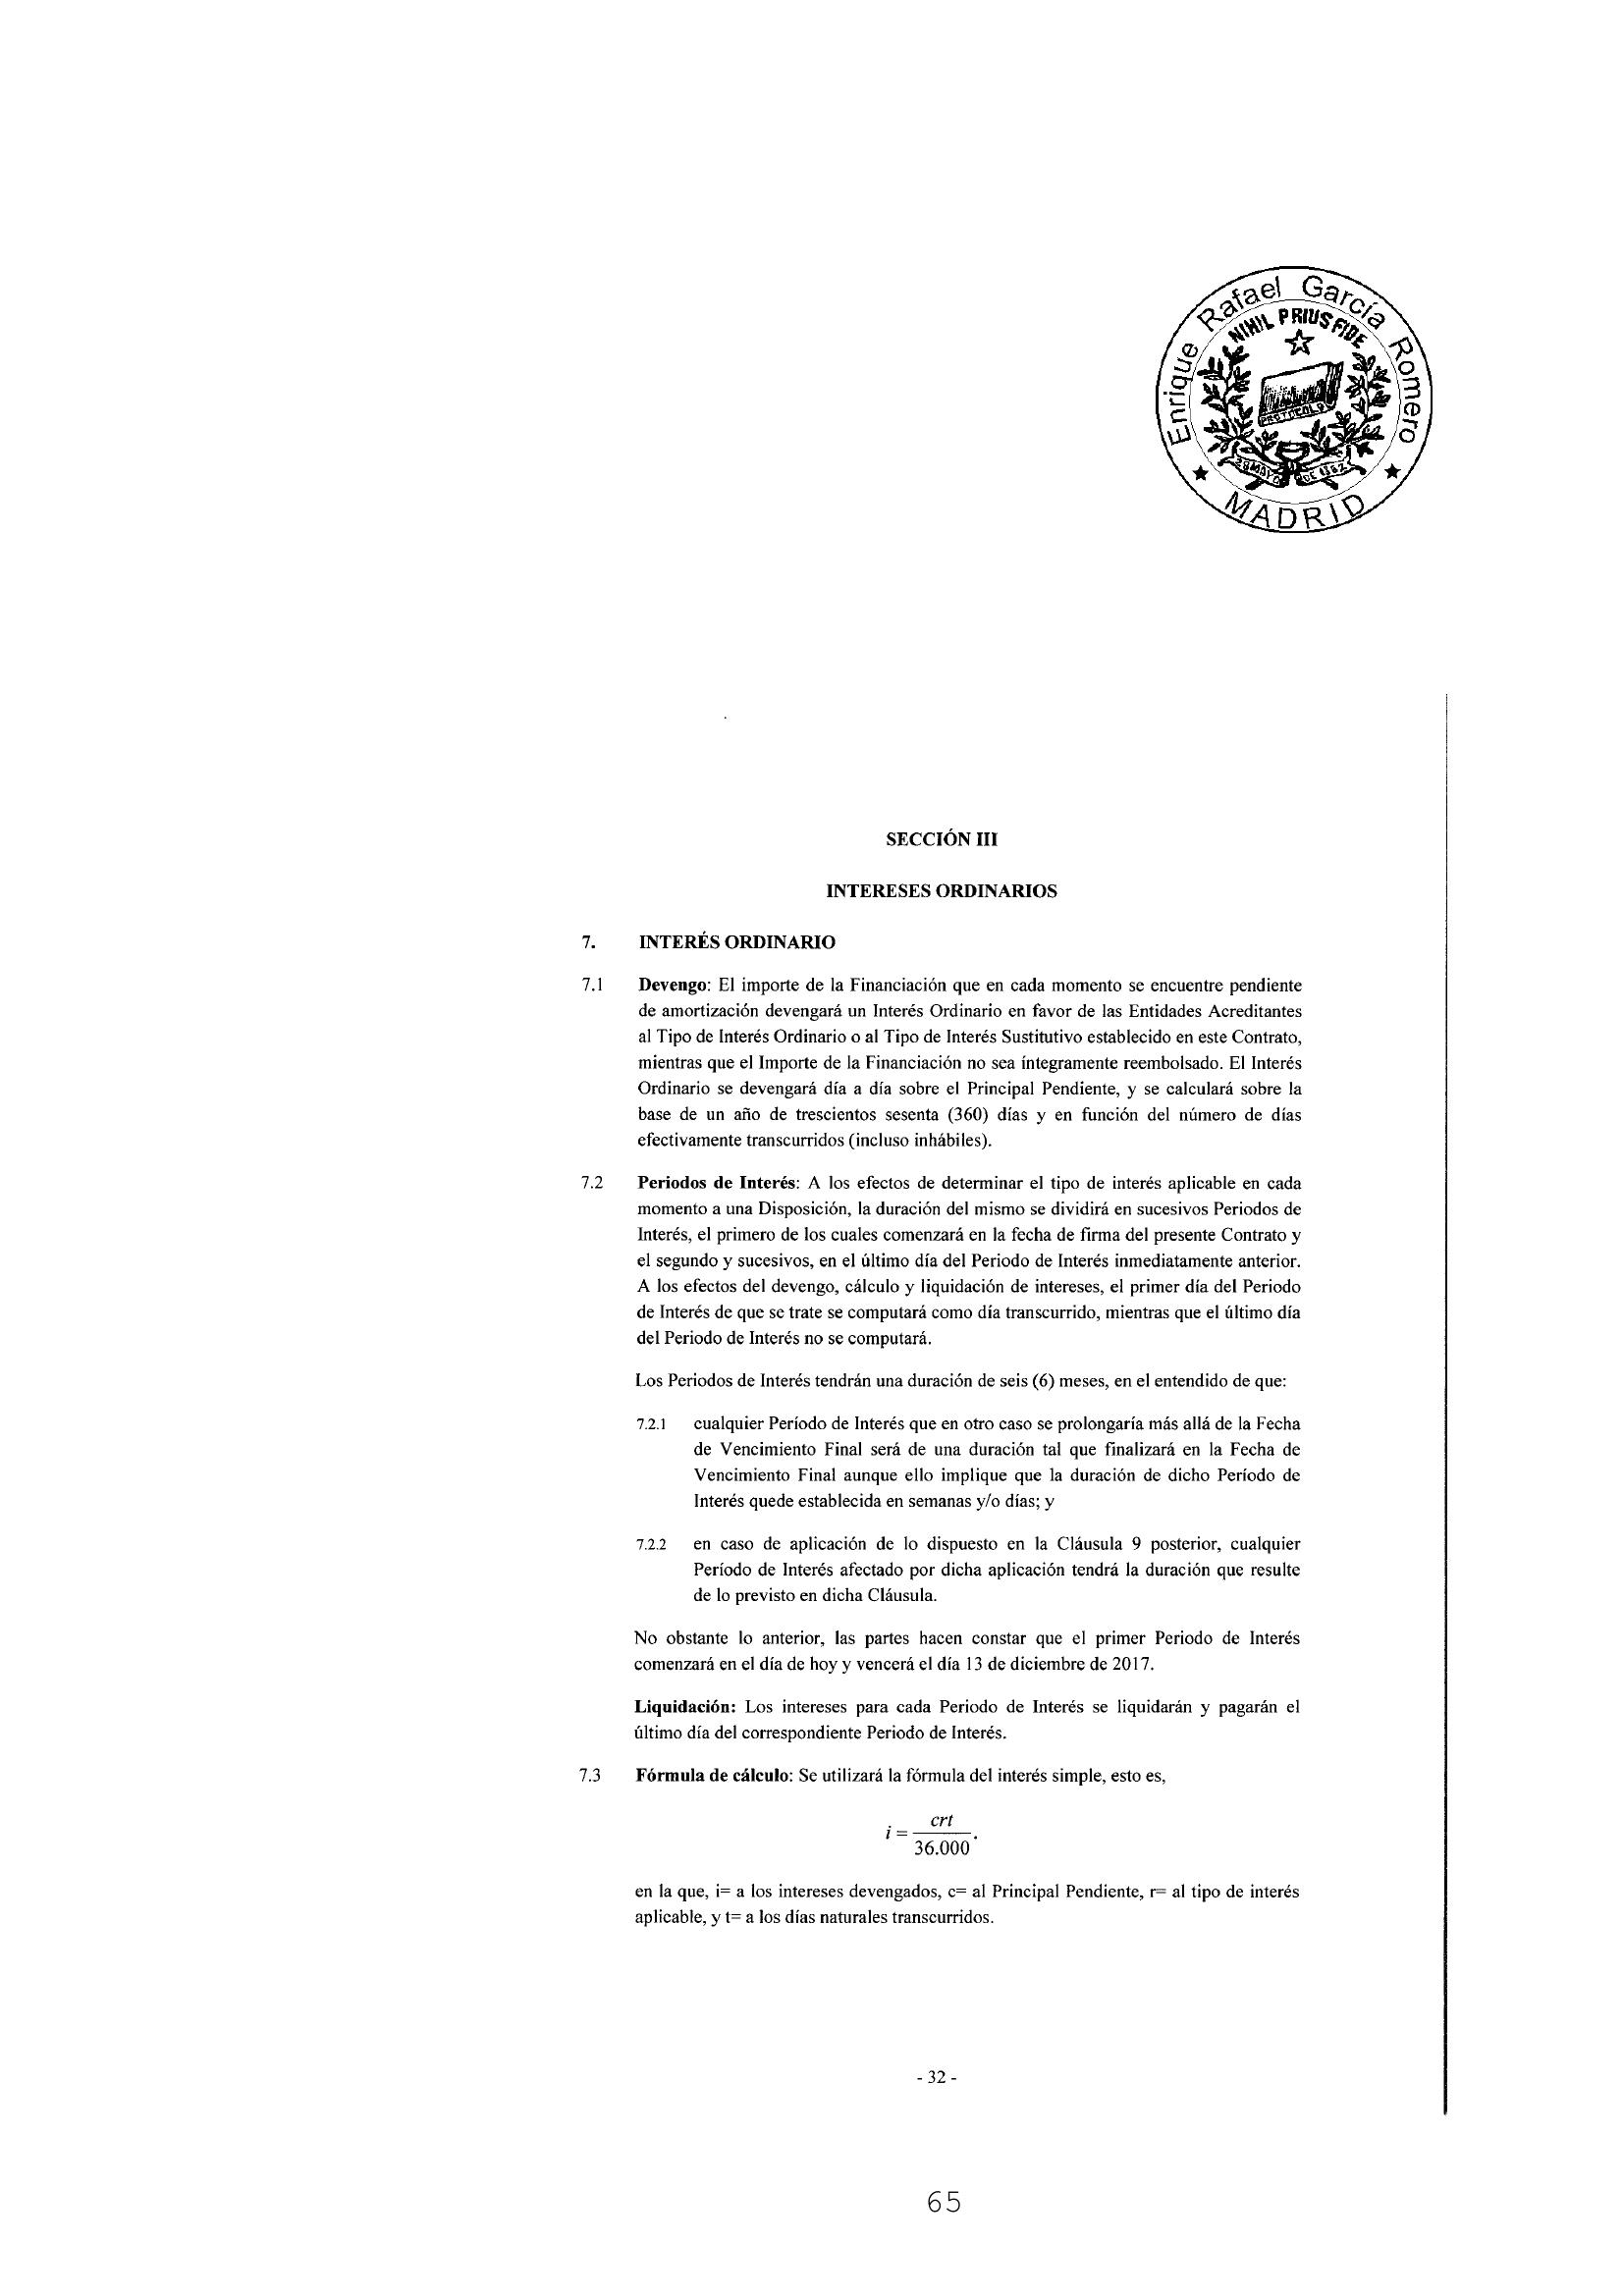 Enrique Rafael García Romero
NIHIL PRIUS FIDE
PROTOCOLO
28 MAYO DE 1862
★ MADRID ★
SECCIÓN III
INTERESES ORDINARIOS
7. INTERÉS ORDINARIO
7.1 Devengo: El importe de la Financiación que en cada momento se encuentre pendiente
de amortización devengará un Interés Ordinario en favor de las Entidades Acreditantes
al Tipo de Interés Ordinario o al Tipo de Interés Sustitutivo establecido en este Contrato,
mientras que el Importe de la Financiación no sea íntegramente reembolsado. El Interés
Ordinario se devengará día a día sobre el Principal Pendiente, y se calculará sobre la
base de un año de trescientos sesenta (360) días y en función del número de días
efectivamente transcurridos (incluso inhábiles).
7.2 Periodos de Interés: A los efectos de determinar el tipo de interés aplicable en cada
momento a una Disposición, la duración del mismo se dividirá en sucesivos Periodos de
Interés, el primero de los cuales comenzará en la fecha de firma del presente Contrato y
el segundo y sucesivos, en el último día del Periodo de Interés inmediatamente anterior.
A los efectos del devengo, cálculo y liquidación de intereses, el primer día del Periodo
de Interés de que se trate se computará como día transcurrido, mientras que el último día
del Periodo de Interés no se computará.
Los Periodos de Interés tendrán una duración de seis (6) meses, en el entendido de que:
7.2.1 cualquier Período de Interés que en otro caso se prolongaría más allá de la Fecha
de Vencimiento Final será de una duración tal que finalizará en la Fecha de
Vencimiento Final aunque ello implique que la duración de dicho Período de
Interés quede establecida en semanas y/o días; y
7.2.2 en caso de aplicación de lo dispuesto en la Cláusula 9 posterior, cualquier
Período de Interés afectado por dicha aplicación tendrá la duración que resulte
de lo previsto en dicha Cláusula.
No obstante lo anterior, las partes hacen constar que el primer Periodo de Interés
comenzará en el día de hoy y vencerá el día 13 de diciembre de 2017.
Liquidación: Los intereses para cada Periodo de Interés se liquidarán y pagarán el
último día del correspondiente Periodo de Interés.
7.3 Fórmula de cálculo: Se utilizará la fórmula del interés simple, esto es,
i = crt / 36.000.
en la que, i= a los intereses devengados, c= al Principal Pendiente, r= al tipo de interés
aplicable, y t= a los días naturales transcurridos.
- 32 -
65